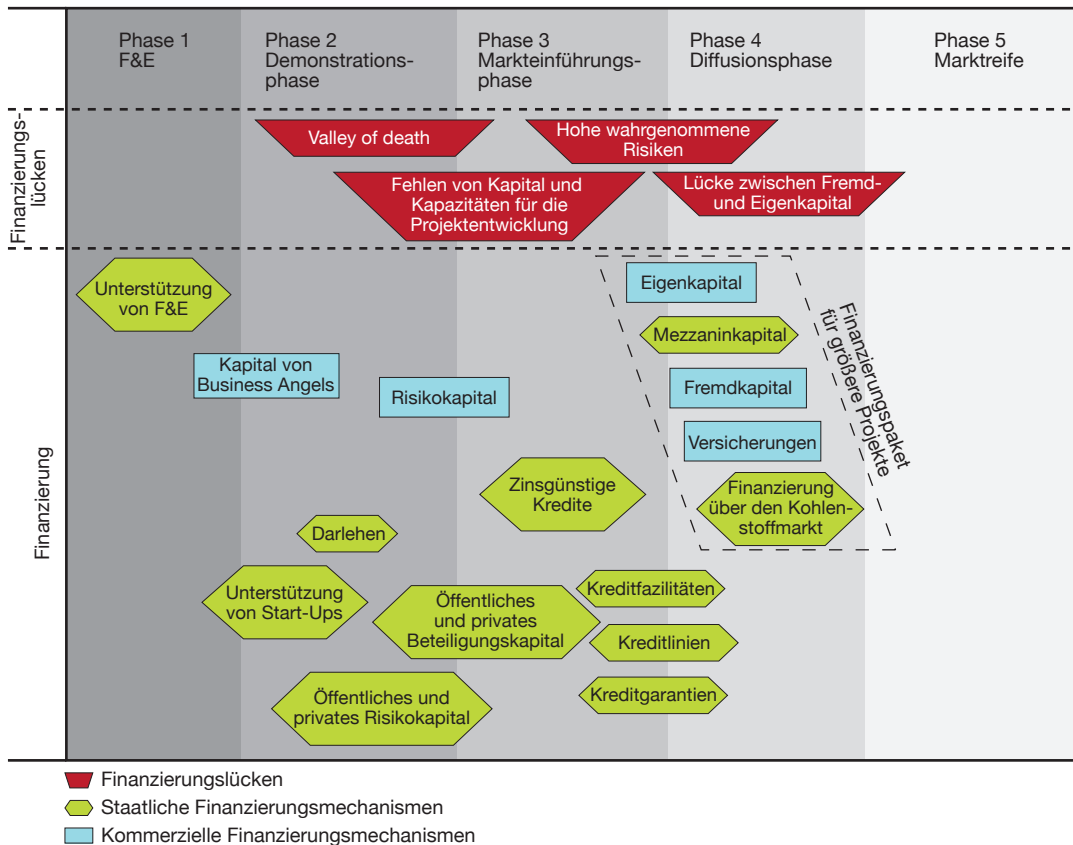 Phase 1
F&E
Phase 2
Demonstrations-
phase
Phase 3
Markteinführungs-
phase
Phase 4
Diffusionsphase
Phase 5
Marktreife
Finanzierungs-
lücken
Valley of death
Hohe wahrgenommene
Risiken
Fehlen von Kapital und
Kapazitäten für die
Projektentwicklung
Lücke zwischen Fremd-
und Eigenkapital
Finanzierung
Unterstützung
von F&E
Kapital von
Business Angels
Risikokapital
Eigenkapital
Mezzaninkapital
Fremdkapital
Versicherungen
Finanzierung
über den Kohlen-
stoffmarkt
Finanzierungspaket
für größere Projekte
Zinsgünstige
Kredite
Darlehen
Unterstützung
von Start-Ups
Öffentliches
und privates
Beteiligungskapital
Kreditfazilitäten
Kreditlinien
Kreditgarantien
Öffentliches und
privates Risikokapital
Finanzierungslücken
Staatliche Finanzierungsmechanismen
Kommerzielle Finanzierungsmechanismen